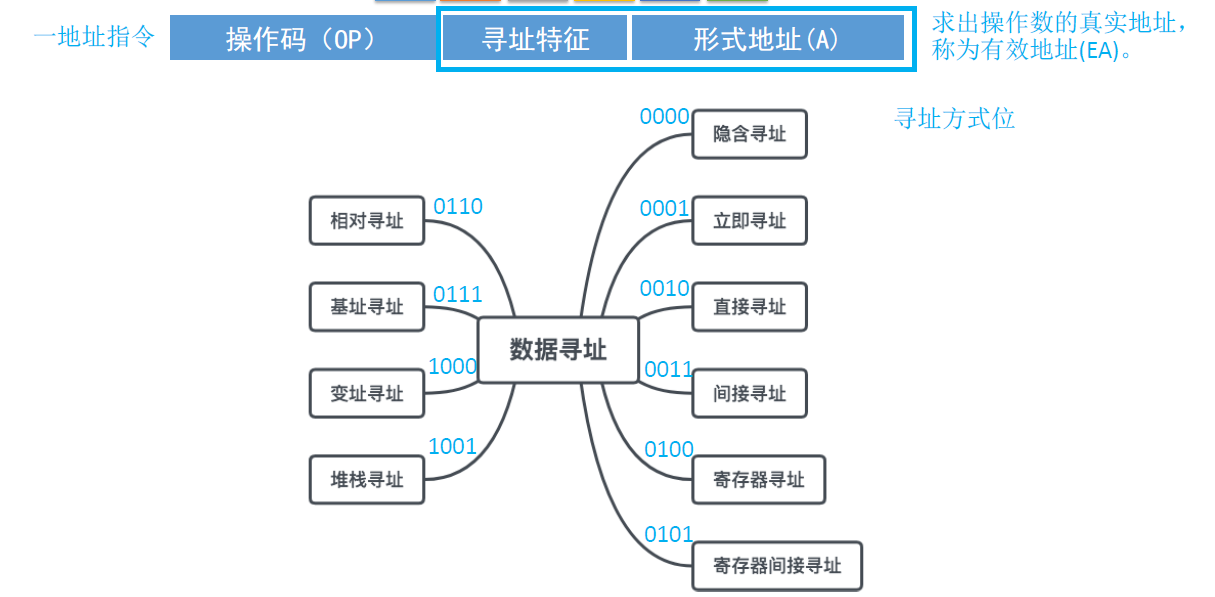 一地址指令
操作码（OP）
寻址特征
形式地址(A)
求出操作数的真实地址，
称为有效地址(EA)。
寻址方式位
0000
隐含寻址
0110
相对寻址
0001
立即寻址
0111
基址寻址
0010
直接寻址
数据寻址
1000
变址寻址
0011
间接寻址
1001
堆栈寻址
0100
寄存器寻址
0101
寄存器间接寻址